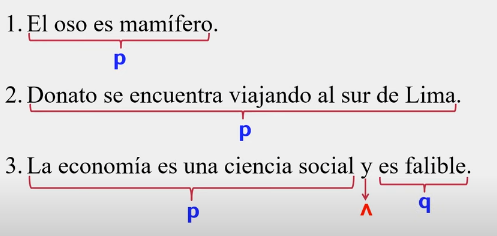 1. El oso es mamífero.
p
2. Donato se encuentra viajando al sur de Lima.
p
3. La economía es una ciencia social y es falible.
p ∧ q